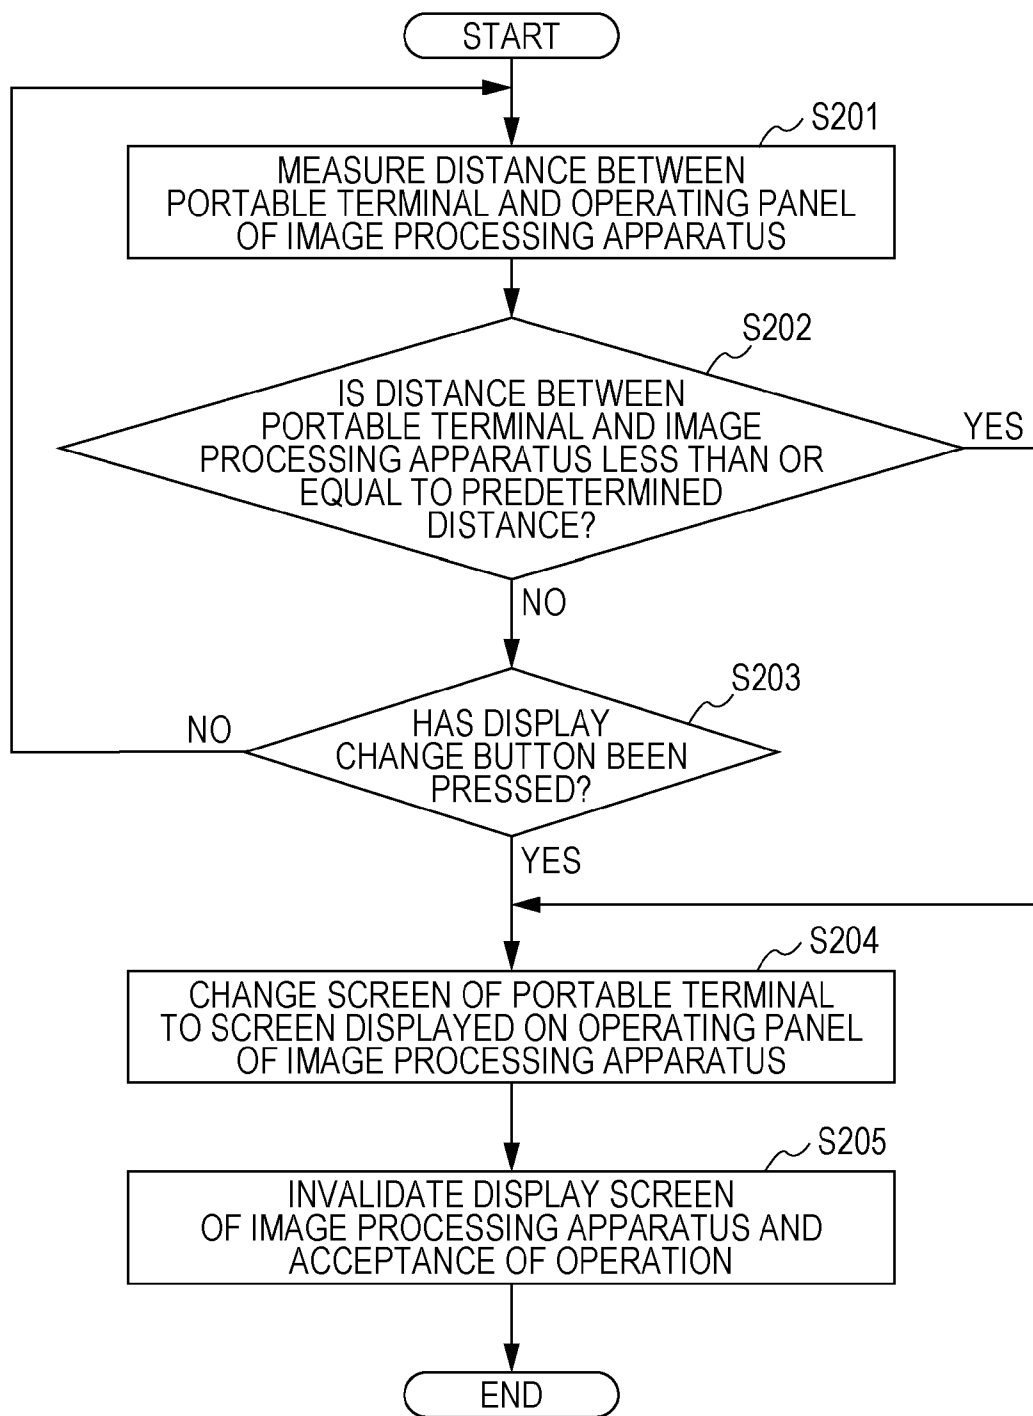 START
S201
MEASURE DISTANCE BETWEEN
PORTABLE TERMINAL AND OPERATING PANEL
OF IMAGE PROCESSING APPARATUS
S202
IS DISTANCE BETWEEN
PORTABLE TERMINAL AND IMAGE
PROCESSING APPARATUS LESS THAN OR
EQUAL TO PREDETERMINED
DISTANCE?
YES
NO
S203
HAS DISPLAY
CHANGE BUTTON BEEN
PRESSED?
NO
YES
S204
CHANGE SCREEN OF PORTABLE TERMINAL
TO SCREEN DISPLAYED ON OPERATING PANEL
OF IMAGE PROCESSING APPARATUS
S205
INVALIDATE DISPLAY SCREEN
OF IMAGE PROCESSING APPARATUS AND
ACCEPTANCE OF OPERATION
END